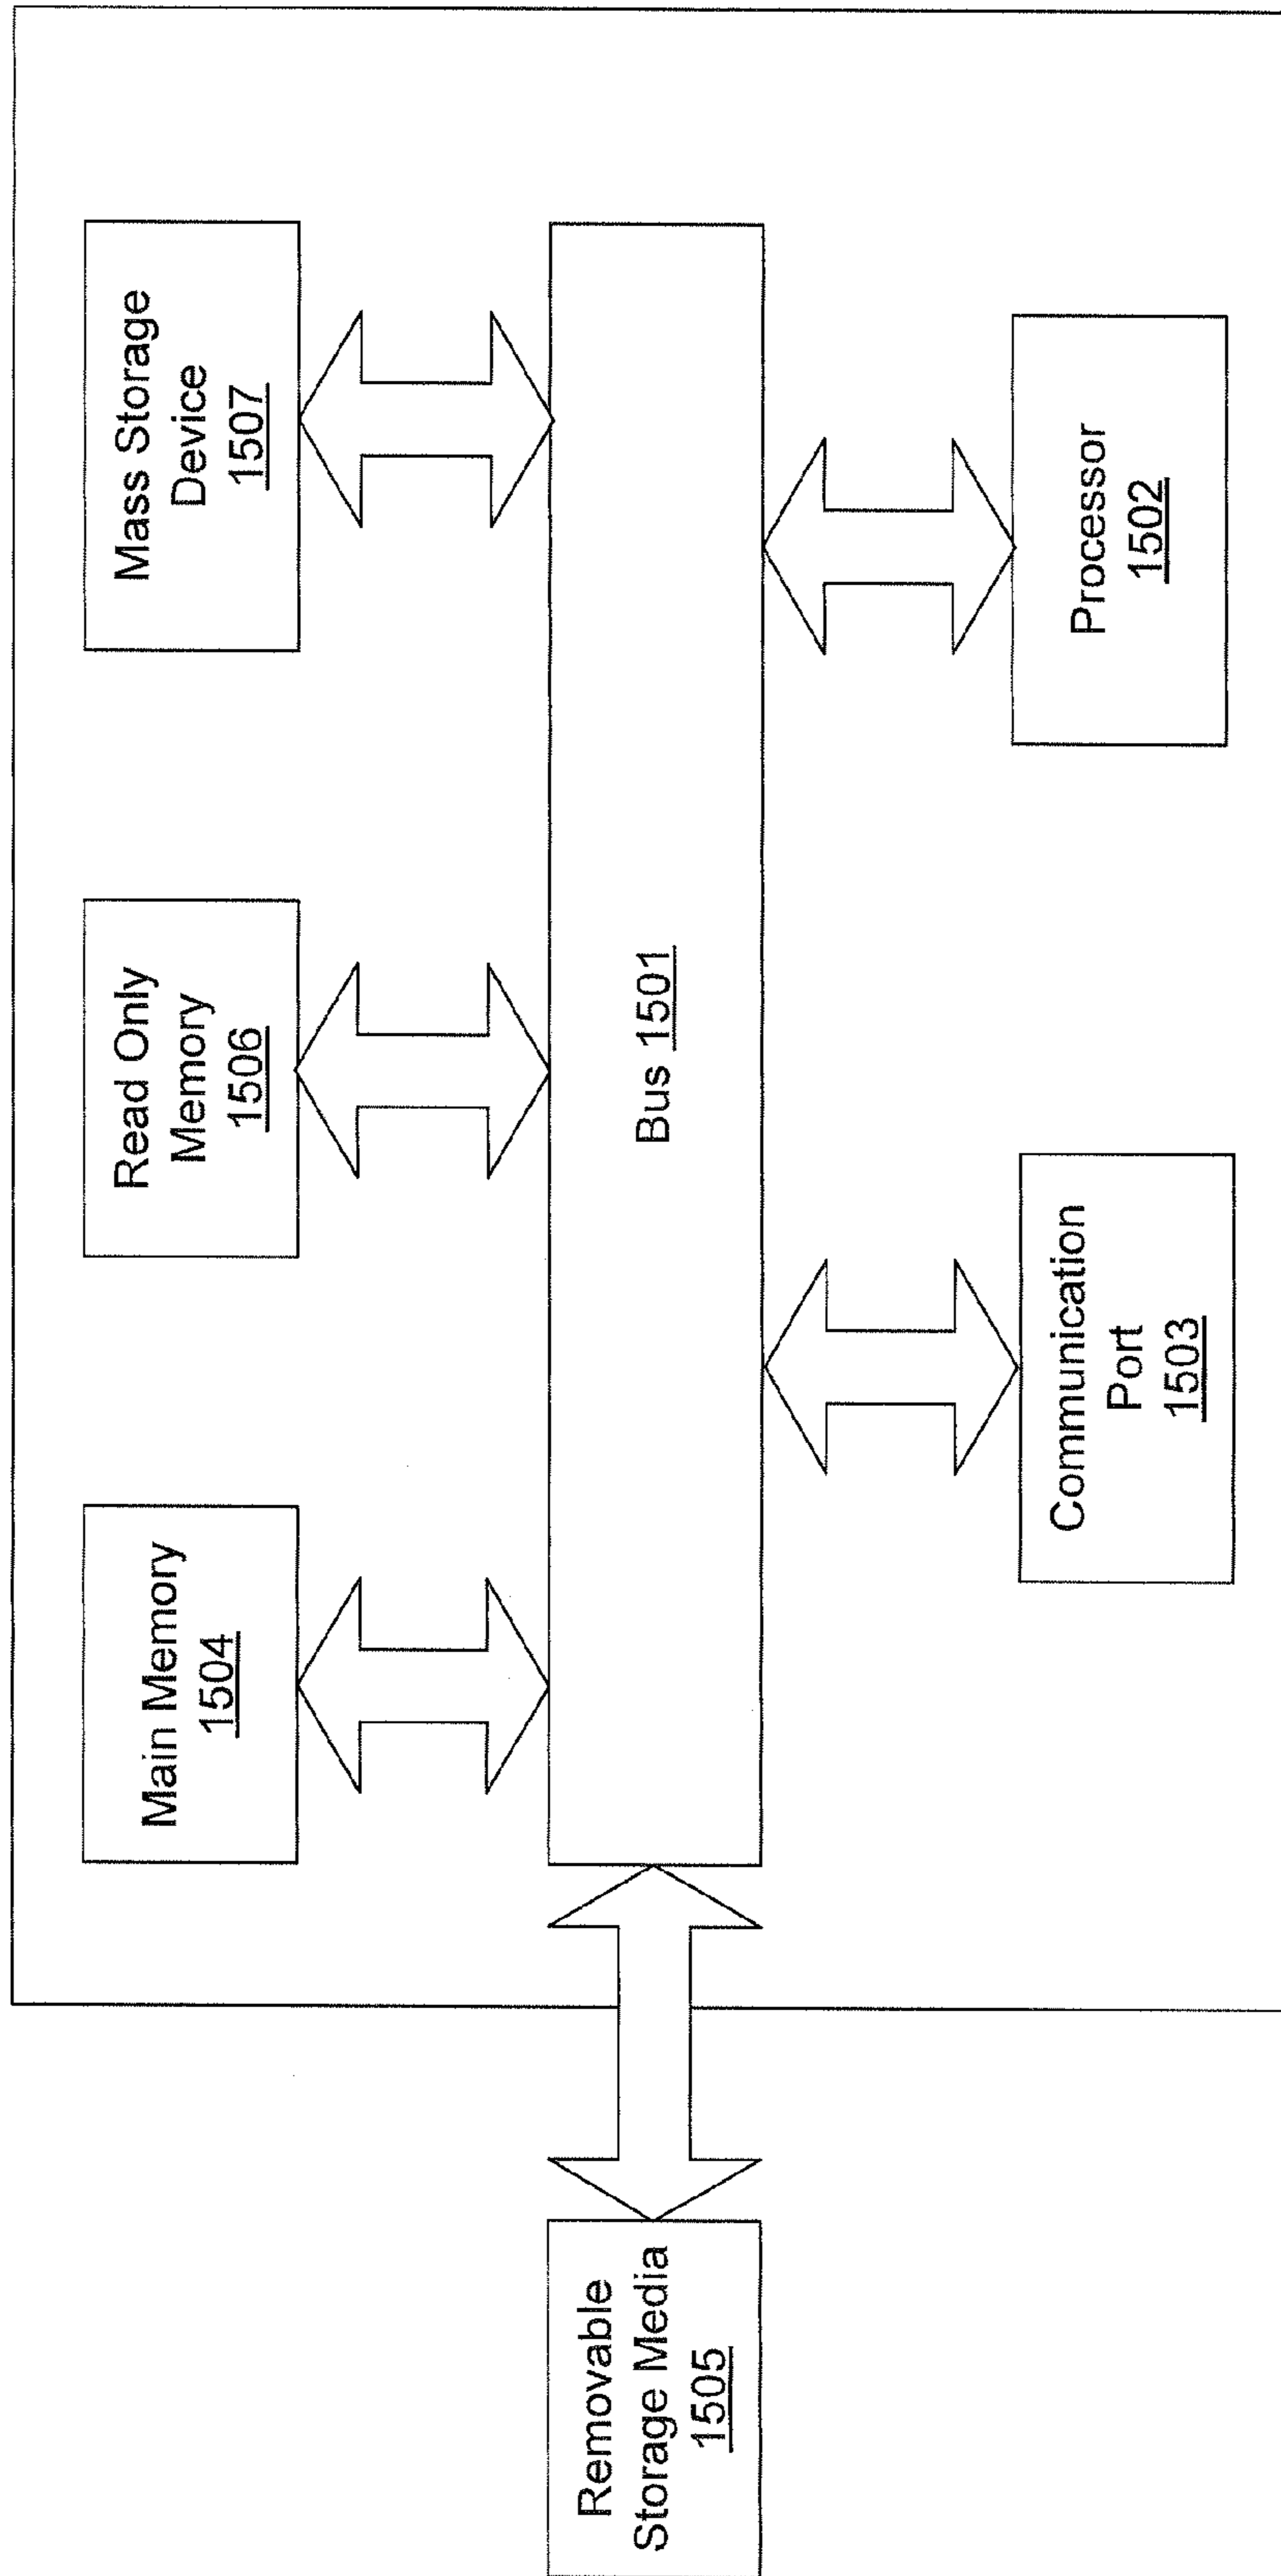 Main Memory
1504
Read Only
Memory
1506
Mass Storage
Device
1507
Removable
Storage Media
1505
Bus 1501
Communication
Port
1503
Processor
1502